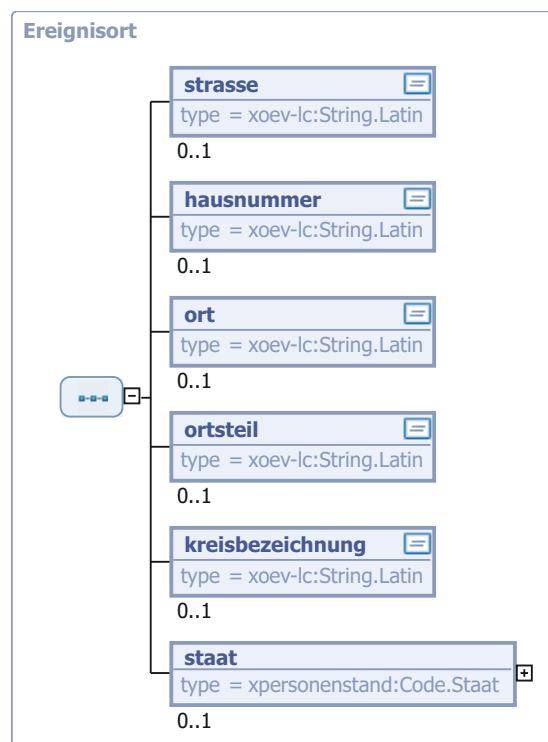 Ereignisort
strasse
type = xoev-lc:String.Latin
0..1
hausnummer
type = xoev-lc:String.Latin
0..1
ort
type = xoev-lc:String.Latin
0..1
ortsteil
type = xoev-lc:String.Latin
0..1
kreisbezeichnung
type = xoev-lc:String.Latin
0..1
staat
type = xpersonenstand:Code.Staat
0..1